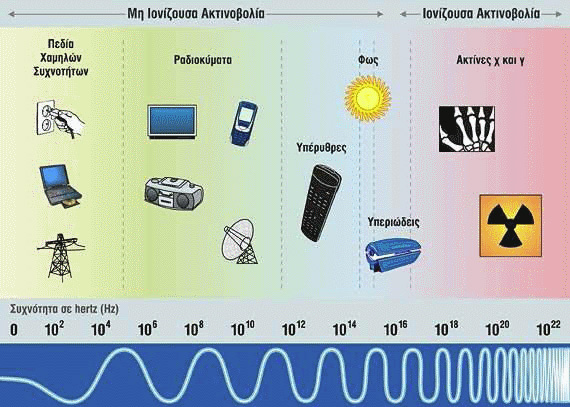 Μη Ιονίζουσα Ακτινοβολία
Ιονίζουσα Ακτινοβολία
Πεδία
Χαμηλών
Συχνοτήτων
Ραδιοκύματα
Φως
Ακτίνες χ και γ
Υπέρυθρες
Υπεριώδεις
Συχνότητα σε hertz (Hz)
0 10² 10⁴ 10⁶ 10⁸ 10¹⁰ 10¹² 10¹⁴ 10¹⁶ 10¹⁸ 10²⁰ 10²²